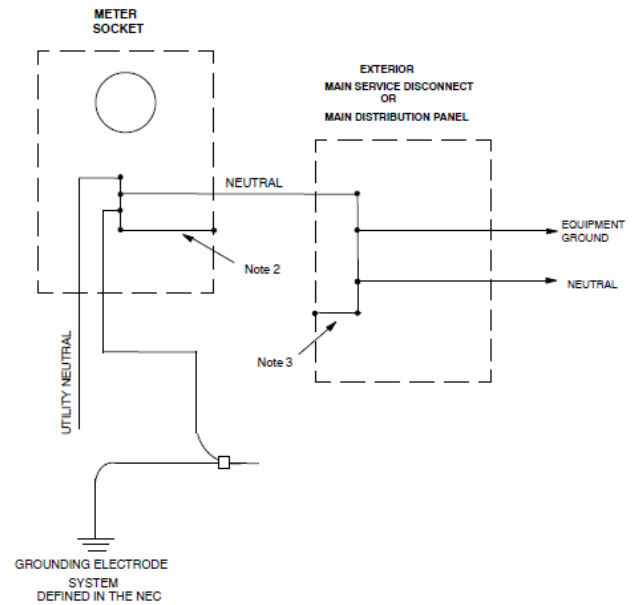 METER
SOCKET
EXTERIOR
MAIN SERVICE DISCONNECT
OR
MAIN DISTRIBUTION PANEL
NEUTRAL
EQUIPMENT
GROUND
Note 2
NEUTRAL
Note 3
UTILITY NEUTRAL
GROUNDING ELECTRODE
SYSTEM
DEFINED IN THE NEC